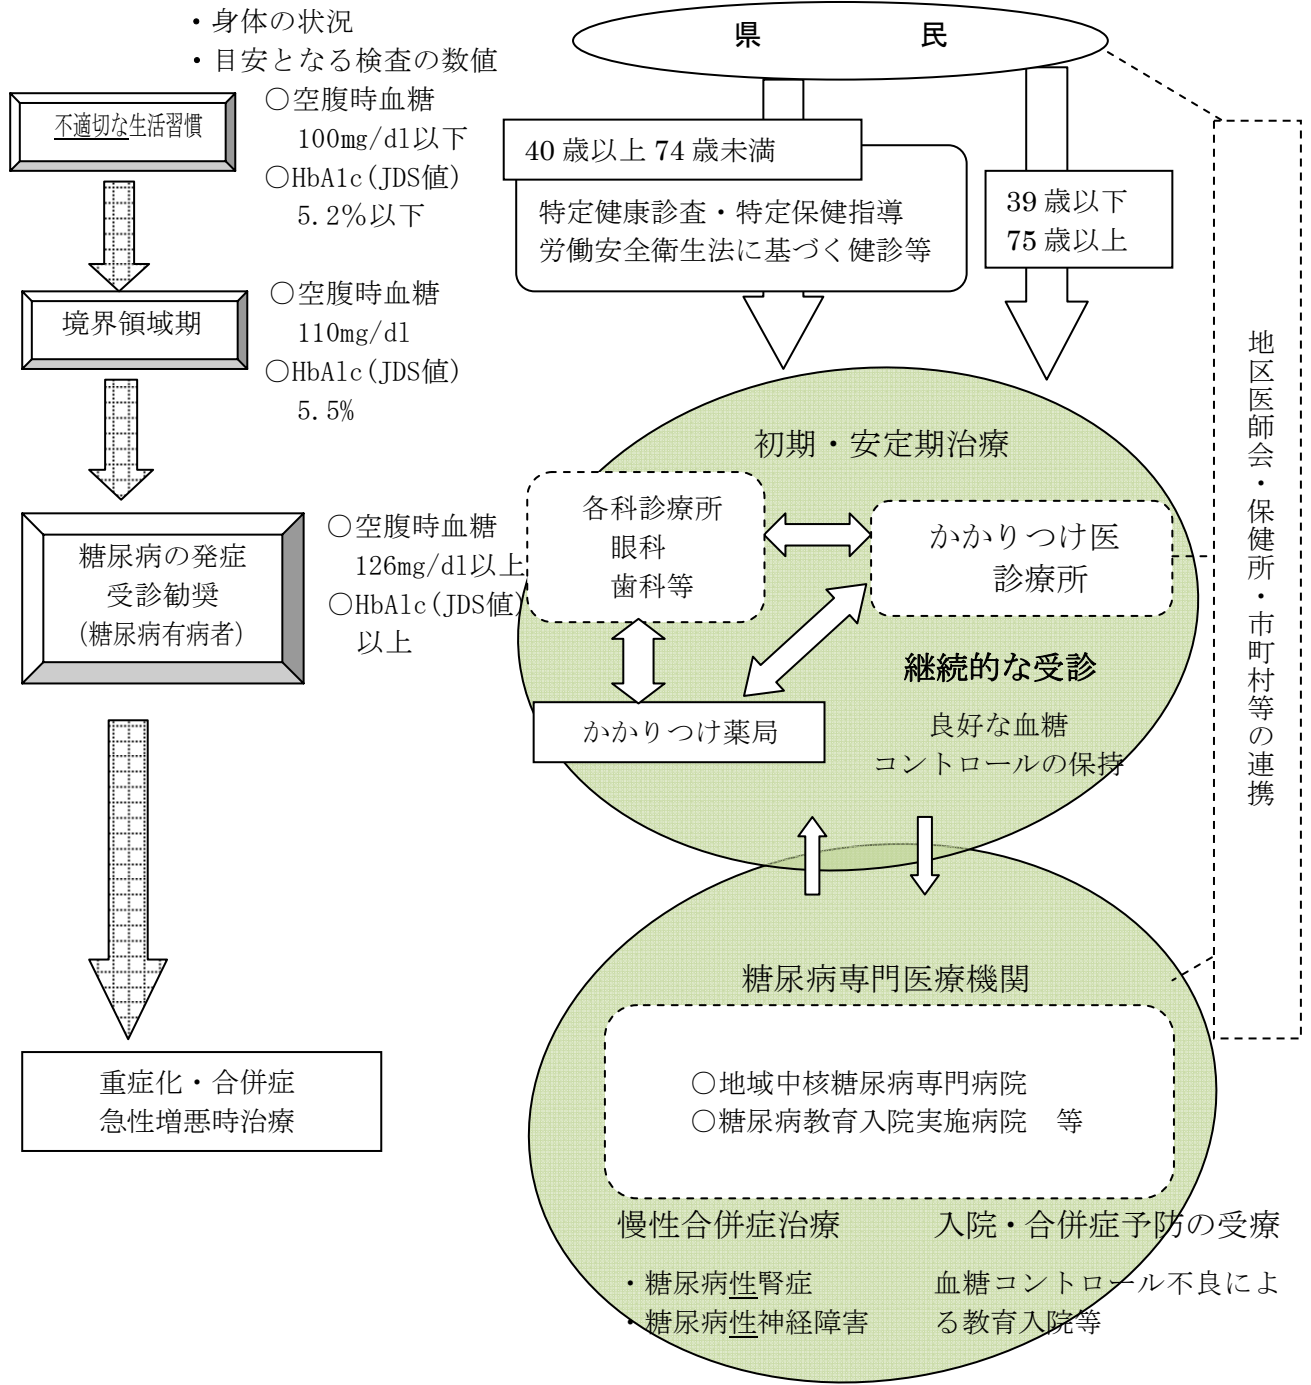 ・身体の状況
・目安となる検査の数値
不適切な生活習慣
○空腹時血糖
100mg/dl以下
○HbA1c(JDS値)
5.2%以下
境界領域期
○空腹時血糖
110mg/dl
○HbA1c(JDS値)
5.5%
糖尿病の発症
受診勧奨
(糖尿病有病者)
○空腹時血糖
126mg/dl以上
○HbA1c(JDS値)
以上
重症化・合併症
急性増悪時治療
県　民
40歳以上74歳未満
特定健康診査・特定保健指導
労働安全衛生法に基づく健診等
39歳以下
75歳以上
初期・安定期治療
各科診療所
眼科
歯科等
かかりつけ医
診療所
かかりつけ薬局
継続的な受診
良好な血糖
コントロールの保持
糖尿病専門医療機関
○地域中核糖尿病専門病院
○糖尿病教育入院実施病院　等
慢性合併症治療
・糖尿病性腎症
・糖尿病性神経障害
入院・合併症予防の受療
血糖コントロール不良によ
る教育入院等
地区医師会・保健所・市町村等の連携